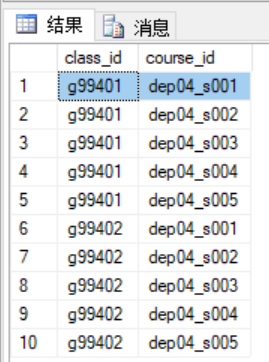 结果 消息
class_id course_id
1 g99401 dep04_s001
2 g99401 dep04_s002
3 g99401 dep04_s003
4 g99401 dep04_s004
5 g99401 dep04_s005
6 g99402 dep04_s001
7 g99402 dep04_s002
8 g99402 dep04_s003
9 g99402 dep04_s004
10 g99402 dep04_s005